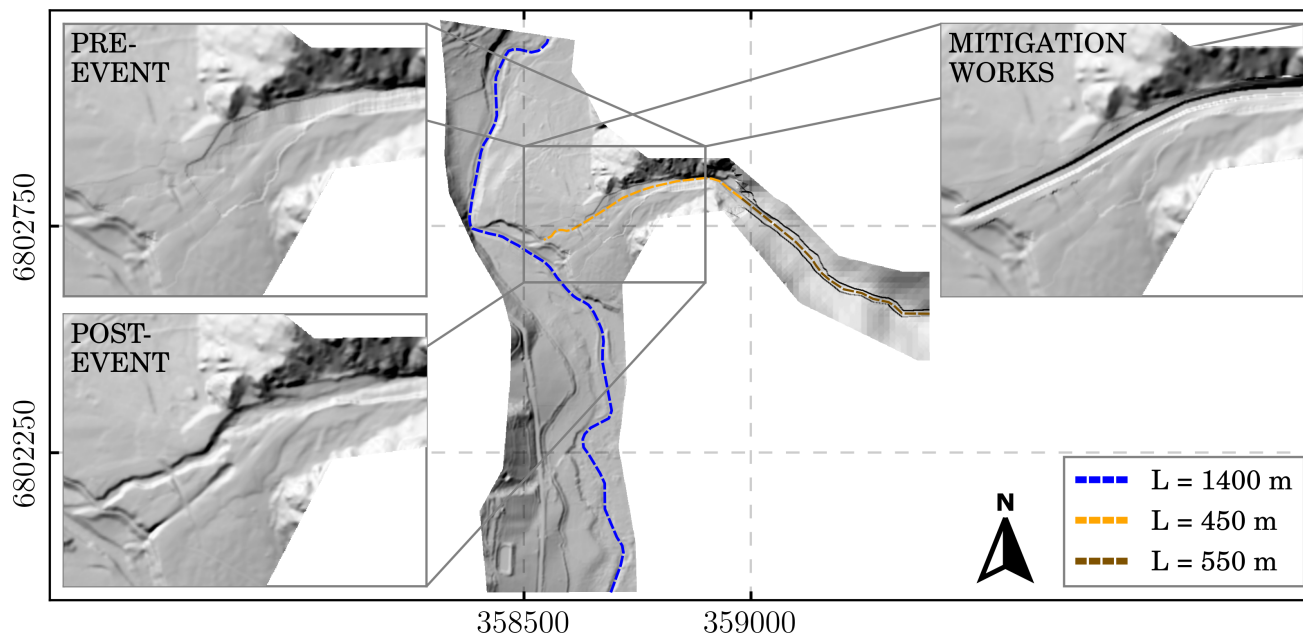 PRE-
EVENT
MITIGATION
WORKS
6802750
POST-
EVENT
6802250
N
L = 1400 m
L = 450 m
L = 550 m
358500
359000